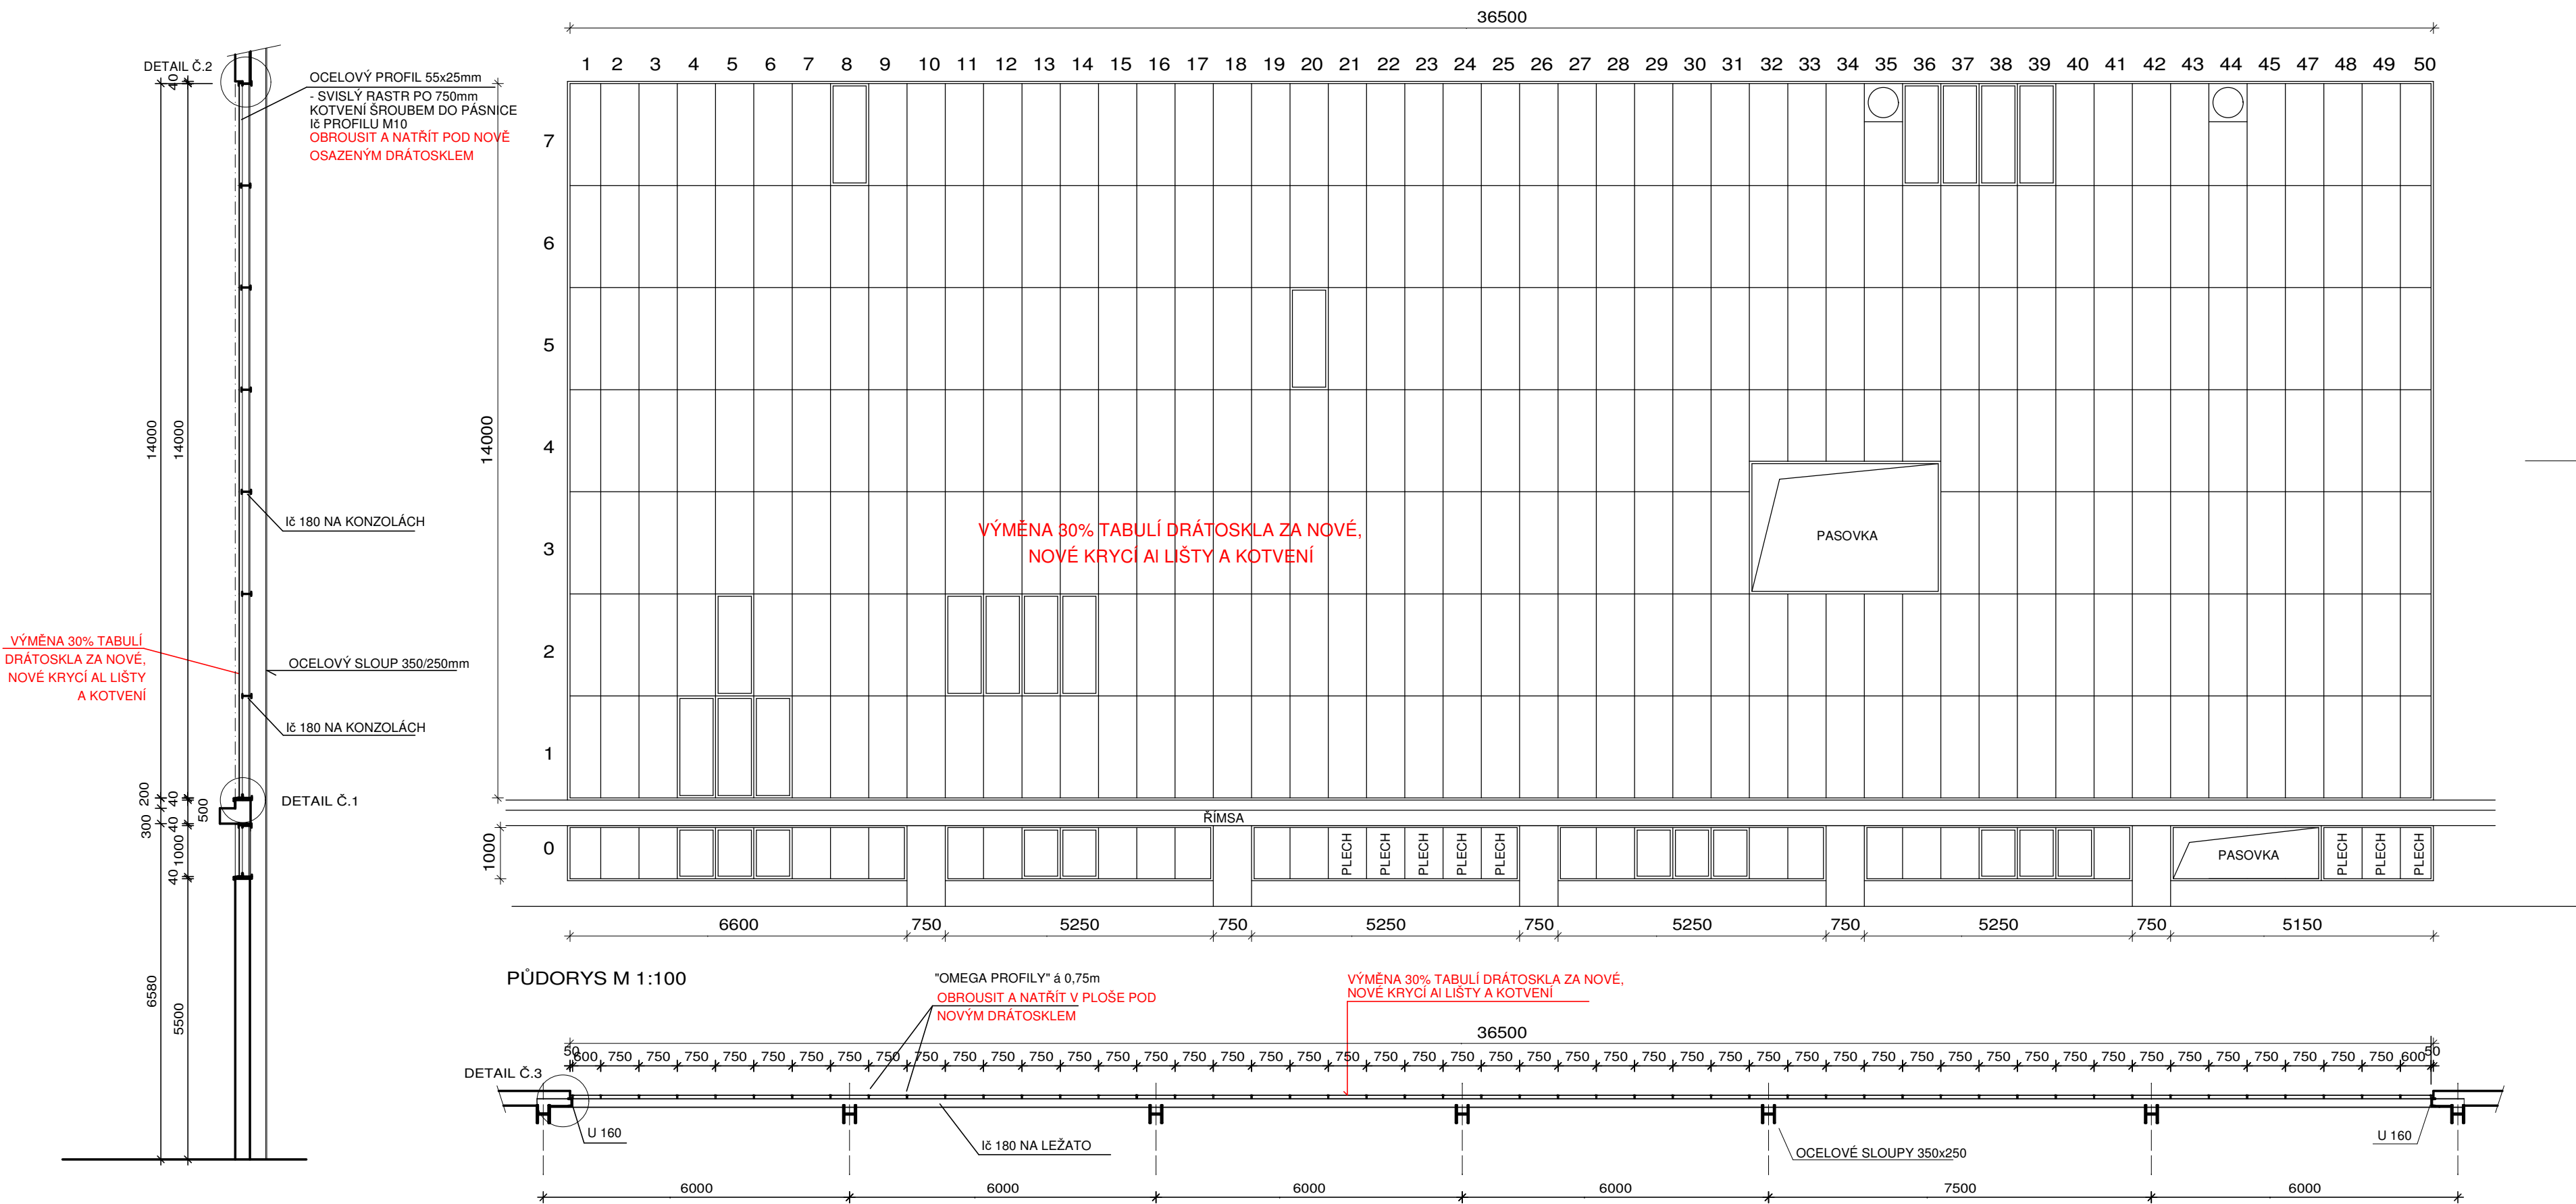 36500
1 2 3 4 5 6 7 8 9 10 11 12 13 14 15 16 17 18 19 20 21 22 23 24 25 26 27 28 29 30 31 32 33 34 35 36 37 38 39 40 41 42 43 44 45 47 48 49 50
DETAIL Č.2
40
OCELOVÝ PROFIL 55x25mm
- SVISLÝ RASTR PO 750mm
KOTVENÍ ŠROUBEM DO PÁSNICE
Ič PROFILU M10
OBROUSIT A NATŘÍT POD NOVĚ
OSAZENÝM DRÁTOSKLEM
7
6
5
4
3
2
1
0
14000
14000
14000
Ič 180 NA KONZOLÁCH
VÝMĚNA 30% TABULÍ DRÁTOSKLA ZA NOVÉ,
NOVÉ KRYCÍ Al LIŠTY A KOTVENÍ
PASOVKA
VÝMĚNA 30% TABULÍ
DRÁTOSKLA ZA NOVÉ,
NOVÉ KRYCÍ AL LIŠTY
A KOTVENÍ
OCELOVÝ SLOUP 350/250mm
Ič 180 NA KONZOLÁCH
DETAIL Č.1
200
300
40
40
500
1000
40
6580
5500
ŘÍMSA
1000
PLECH PLECH PLECH PLECH PLECH
PASOVKA
PLECH PLECH PLECH
6600 750 5250 750 5250 750 5250 750 5250 750 5150
PŮDORYS M 1:100
"OMEGA PROFILY" á 0,75m
OBROUSIT A NATŘÍT V PLOŠE POD
NOVÝM DRÁTOSKLEM
VÝMĚNA 30% TABULÍ DRÁTOSKLA ZA NOVÉ,
NOVÉ KRYCÍ Al LIŠTY A KOTVENÍ
36500
50 600 750 750 750 750 750 750 750 750 750 750 750 750 750 750 750 750 750 750 750 750 750 750 750 750 750 750 750 750 750 750 750 750 750 750 750 750 750 750 750 750 750 750 750 750 750 750 750 600 50
DETAIL Č.3
U 160
Ič 180 NA LEŽATO
OCELOVÉ SLOUPY 350x250
U 160
6000 6000 6000 6000 7500 6000